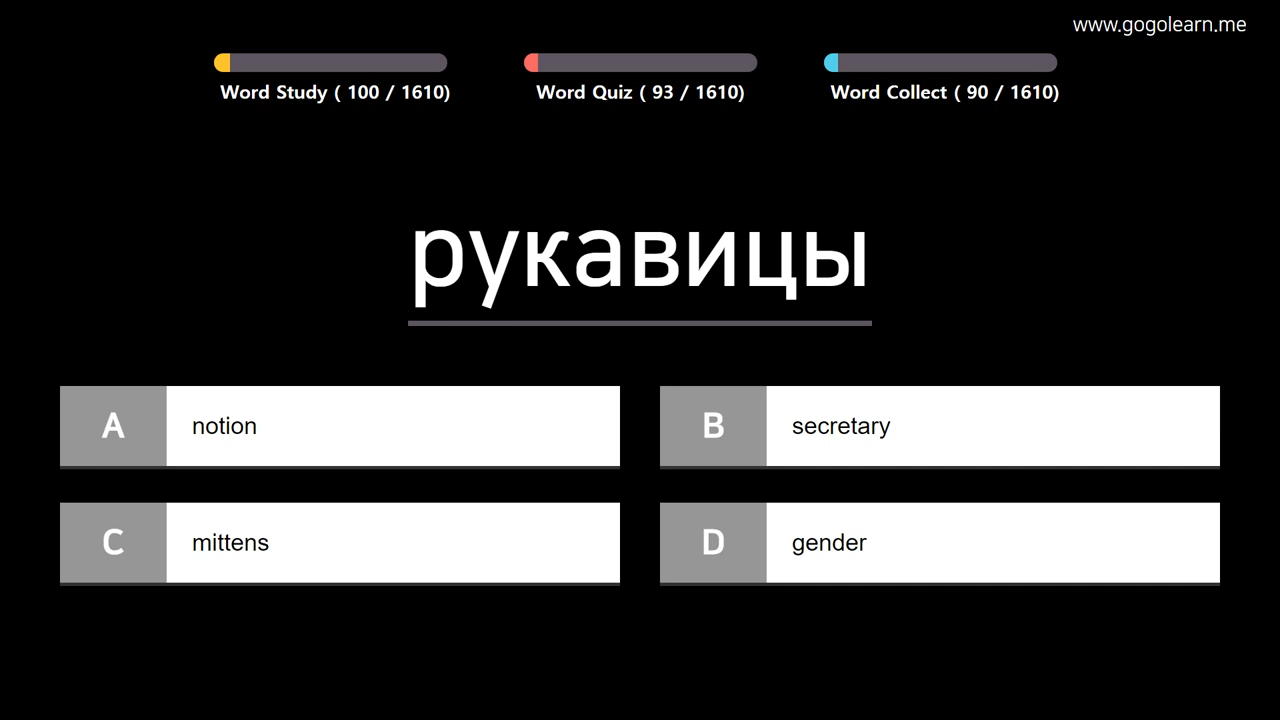 www.gogolearn.me
Word Study ( 100 / 1610)
Word Quiz ( 93 / 1610)
Word Collect ( 90 / 1610)
рукавицы
A notion
B secretary
C mittens
D gender